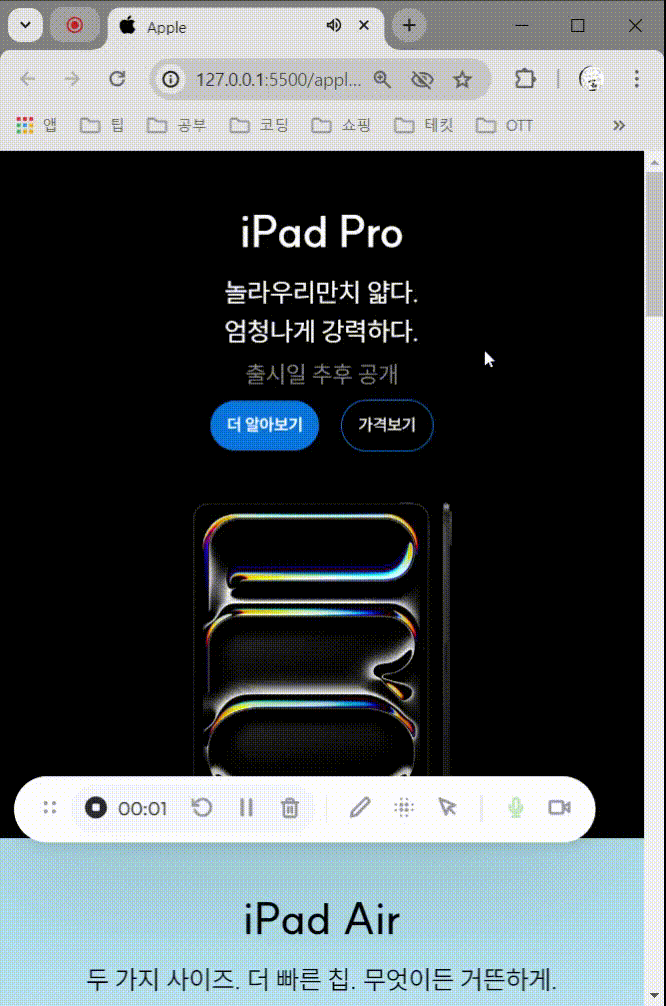 Apple
127.0.0.1:5500/appl...
앱
팁
공부
코딩
쇼핑
테킷
OTT
iPad Pro
놀라우리만치 얇다.
엄청나게 강력하다.
출시일 추후 공개
더 알아보기
가격보기
00:01
iPad Air
두 가지 사이즈. 더 빠른 칩. 무엇이든 거뜬하게.